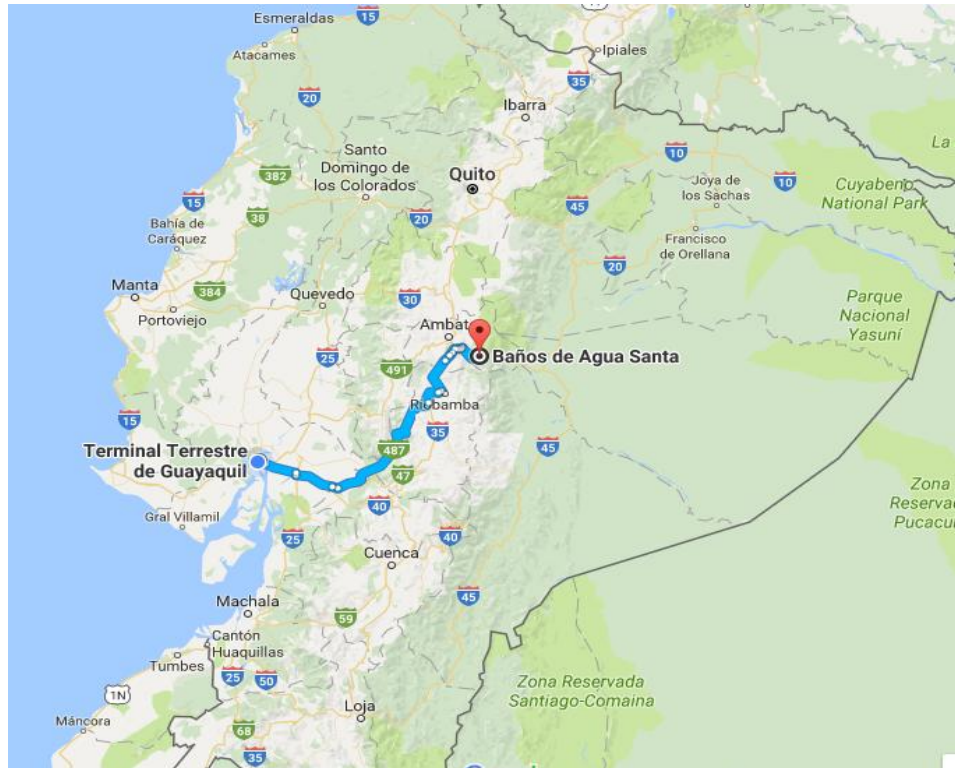 15
Esmeraldas
Ipiales
Atacames
35
20
Ibarra
Santo
Domingo de
los Colorados
382
Quito
10
La
Joya de
los Sachas
10
Cuyabeno
National Park
15
38
20
45
Bahía de
Caráquez
Francisco
de Orellana
20
Manta
384
Quevedo
30
Portoviejo
Parque
Nacional
Yasuní
Ambat
25
491
Baños de Agua Santa
Riobamba
15
35
Terminal Terrestre
de Guayaquil
487
45
47
Zona
Reservad
Pucacu
40
Gral Villamil
25
40
Cuenca
45
Machala
59
Cantón
Huaquillas
Tumbes
25
50
1N
Zona Reservada
Santiago-Comaina
Loja
Máncora
68
35